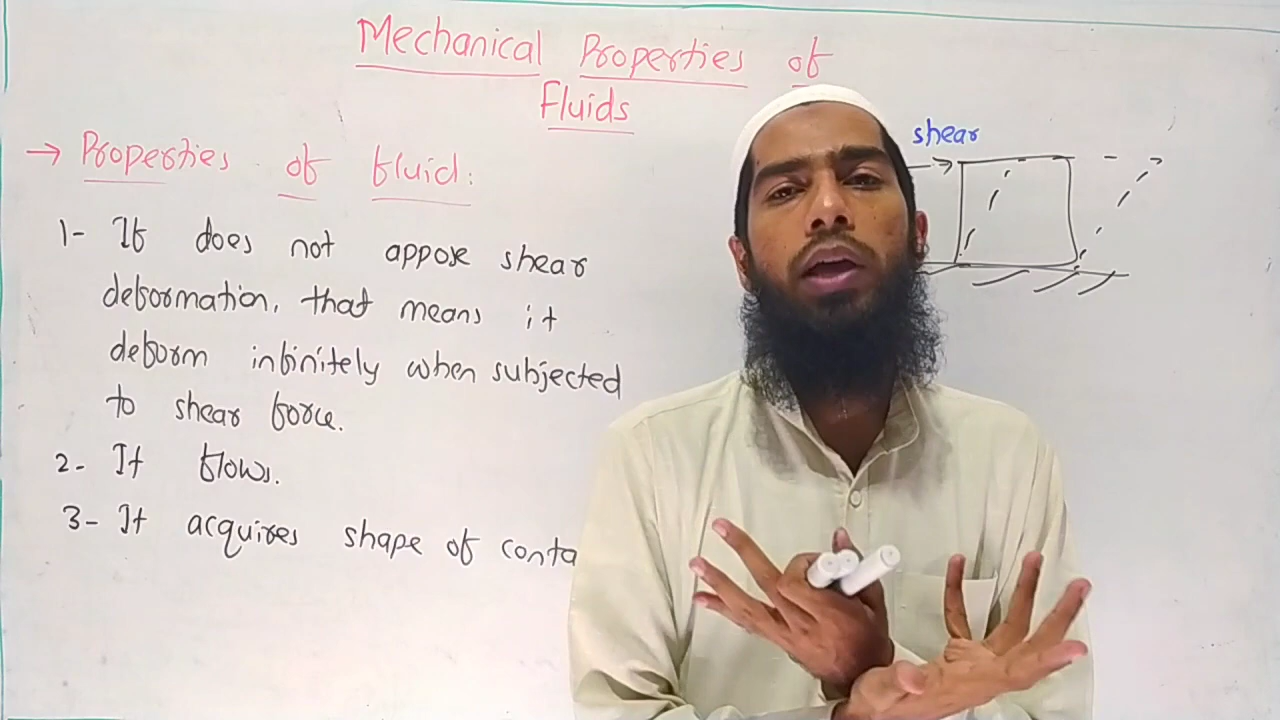 Mechanical Properties of
Fluids
→ Properties of fluid:
1- It does not appose shear
deformation, that means it
deform infinitely when subjected
to shear force.
2- It flows.
3- It acquires shape of conta
shear